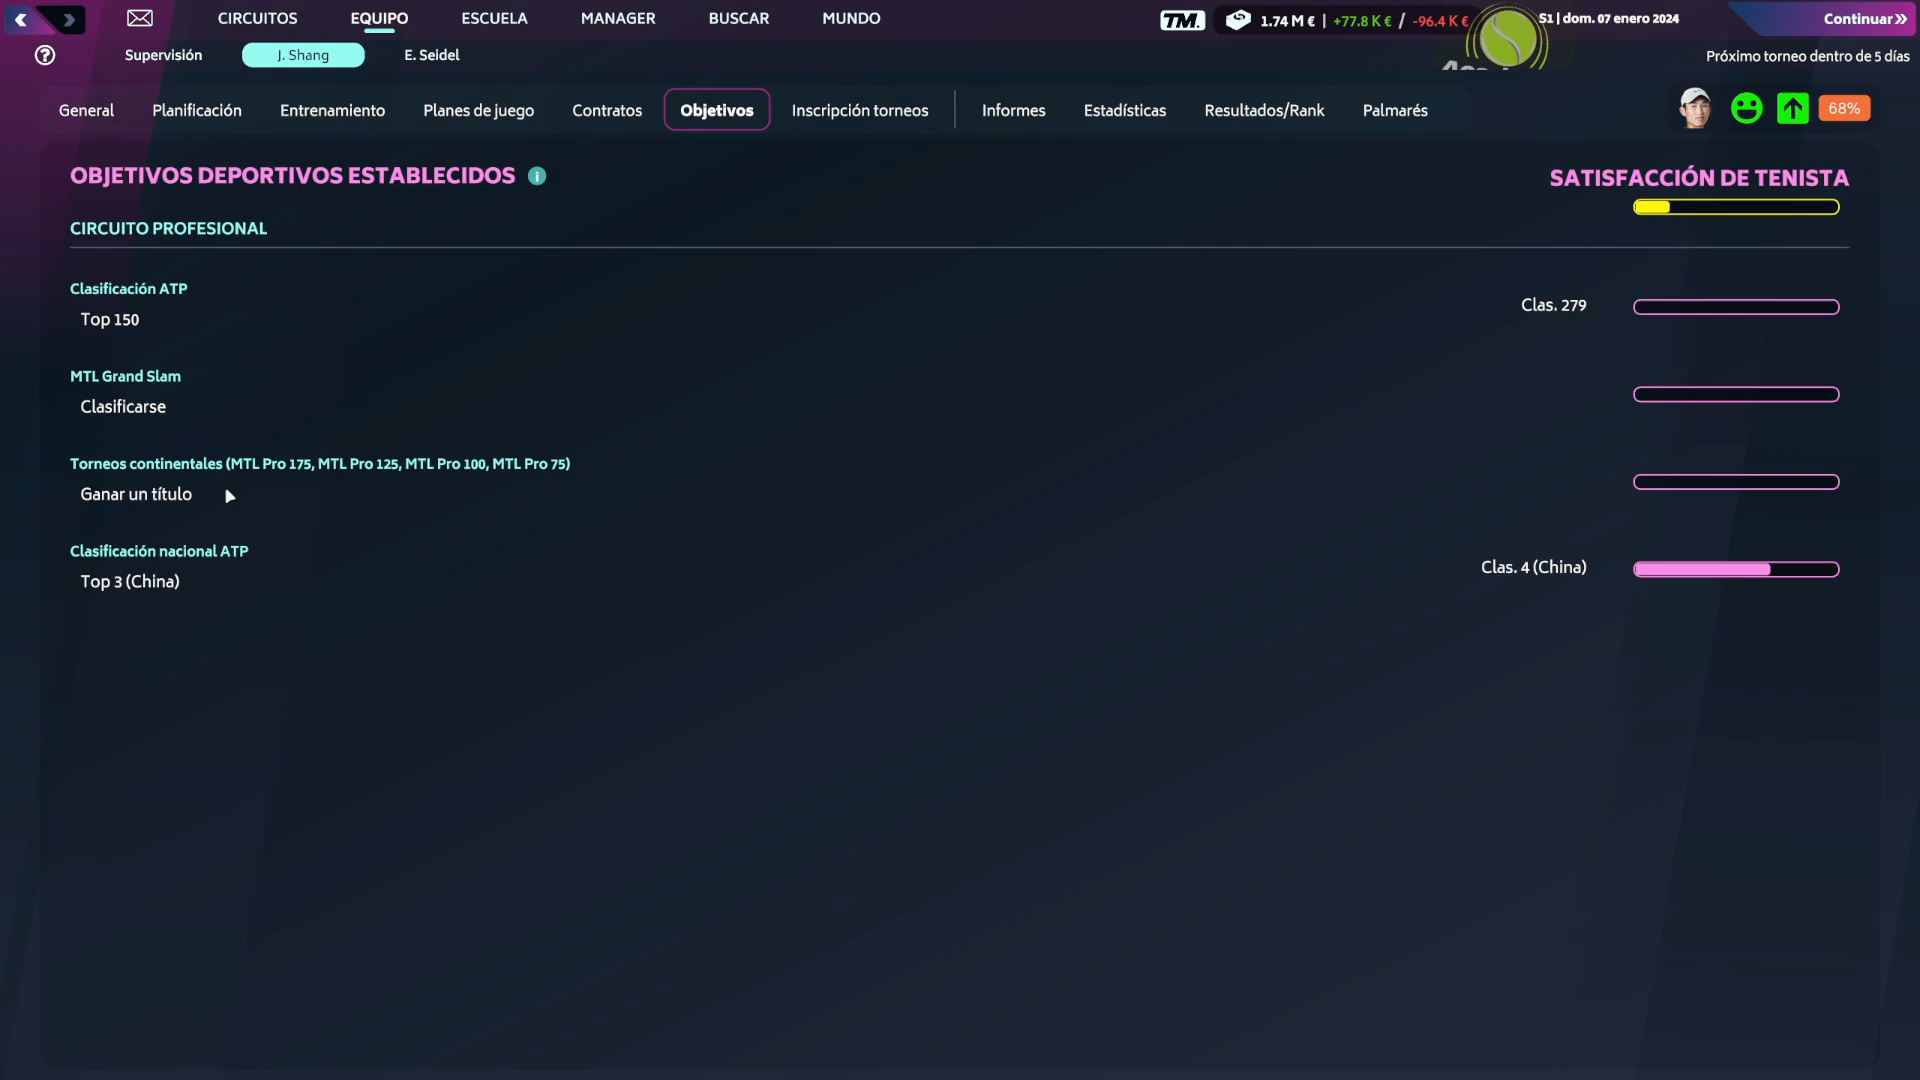 CIRCUITOS EQUIPO ESCUELA MANAGER BUSCAR MUNDO
TM. 1.74 M € | +77.8 K € / -96.4 K € S1 | dom. 07 enero 2024 Continuar
Supervisión J. Shang E. Seidel Próximo torneo dentro de 5 días
General Planificación Entrenamiento Planes de juego Contratos Objetivos Inscripción torneos Informes Estadísticas Resultados/Rank Palmarés 68%
OBJETIVOS DEPORTIVOS ESTABLECIDOS i
SATISFACCIÓN DE TENISTA
CIRCUITO PROFESIONAL
Clasificación ATP
Top 150
Clas. 279
MTL Grand Slam
Clasificarse
Torneos continentales (MTL Pro 175, MTL Pro 125, MTL Pro 100, MTL Pro 75)
Ganar un título
Clasificación nacional ATP
Top 3 (China)
Clas. 4 (China)